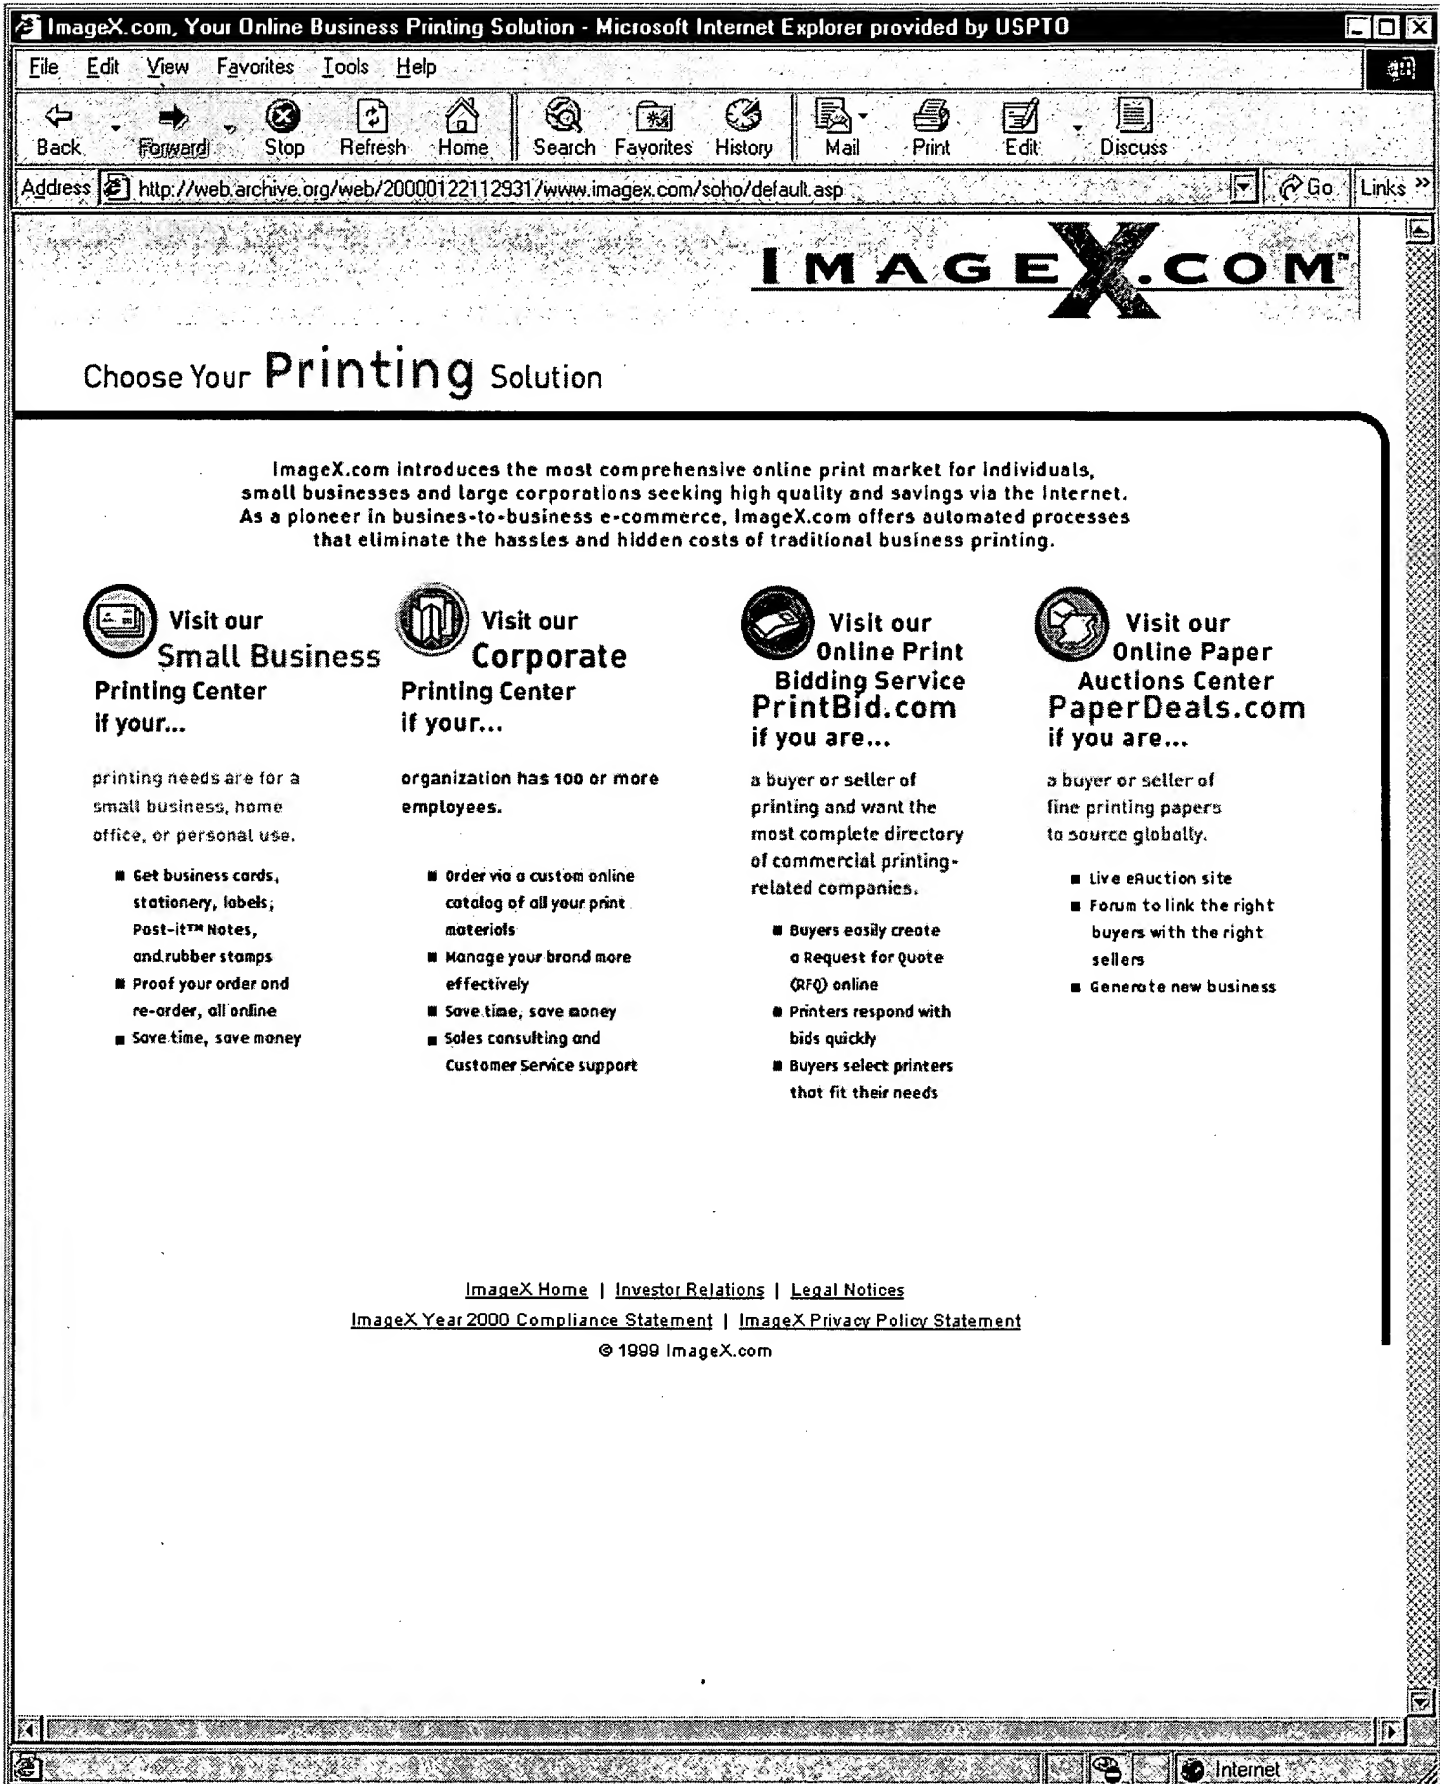 ImageX.com, Your Online Business Printing Solution - Microsoft Internet Explorer provided by USPTO
File Edit View Favorites Tools Help
Back Forward Stop Refresh Home Search Favorites History Mail Print Edit Discuss
Address http://web.archive.org/web/20000122112931/www.imagex.com/soho/default.asp Go Links »
IMAGEX.COM™
Choose Your Printing Solution
ImageX.com introduces the most comprehensive online print market for individuals,
small businesses and large corporations seeking high quality and savings via the Internet.
As a pioneer in busines-to-business e-commerce, ImageX.com offers automated processes
that eliminate the hassles and hidden costs of traditional business printing.
Visit our
Small Business
Printing Center
if your...
printing needs are for a
small business, home
office, or personal use.
■ Get business cards,
stationery, labels,
Post-it™ Notes,
and rubber stamps
■ Proof your order and
re-order, all online
■ Save time, save money
Visit our
Corporate
Printing Center
if your...
organization has 100 or more
employees.
■ Order via a custom online
catalog of all your print
materials
■ Manage your brand more
effectively
■ Save time, save money
■ Sales consulting and
Customer Service support
Visit our
Online Print
Bidding Service
PrintBid.com
if you are...
a buyer or seller of
printing and want the
most complete directory
of commercial printing-
related companies.
■ Buyers easily create
a Request for Quote
(RFQ) online
■ Printers respond with
bids quickly
■ Buyers select printers
that fit their needs
Visit our
Online Paper
Auctions Center
PaperDeals.com
if you are...
a buyer or seller of
fine printing papers
to source globally.
■ Live eAuction site
■ Forum to link the right
buyers with the right
sellers
■ Generate new business
ImageX Home | Investor Relations | Legal Notices
ImageX Year 2000 Compliance Statement | ImageX Privacy Policy Statement
© 1999 ImageX.com
Internet